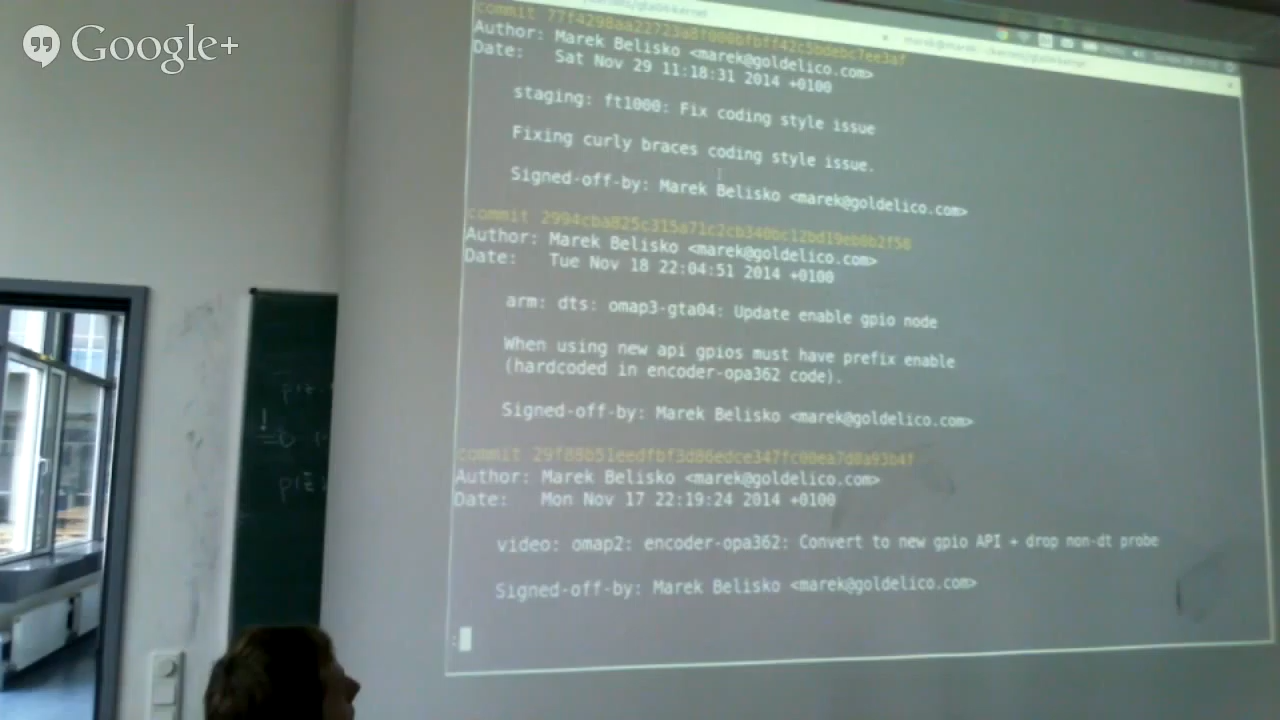 Google+
Author: Marek Belisko <marek@goldelico.com>
Date: Sat Nov 29 11:18:31 2014 +0100
staging: ft1000: Fix coding style issue
Fixing curly braces coding style issue.
Signed-off-by: Marek Belisko <marek@goldelico.com>
commit
Author: Marek Belisko <marek@goldelico.com>
Date: Tue Nov 18 22:04:51 2014 +0100
arm: dts: omap3-gta04: Update enable gpio node
When using new api gpios must have prefix enable
(hardcoded in encoder-opa362 code).
Signed-off-by: Marek Belisko <marek@goldelico.com>
commit
Author: Marek Belisko <marek@goldelico.com>
Date: Mon Nov 17 22:19:24 2014 +0100
video: omap2: encoder-opa362: Convert to new gpio API + drop non-dt probe
Signed-off-by: Marek Belisko <marek@goldelico.com>
: